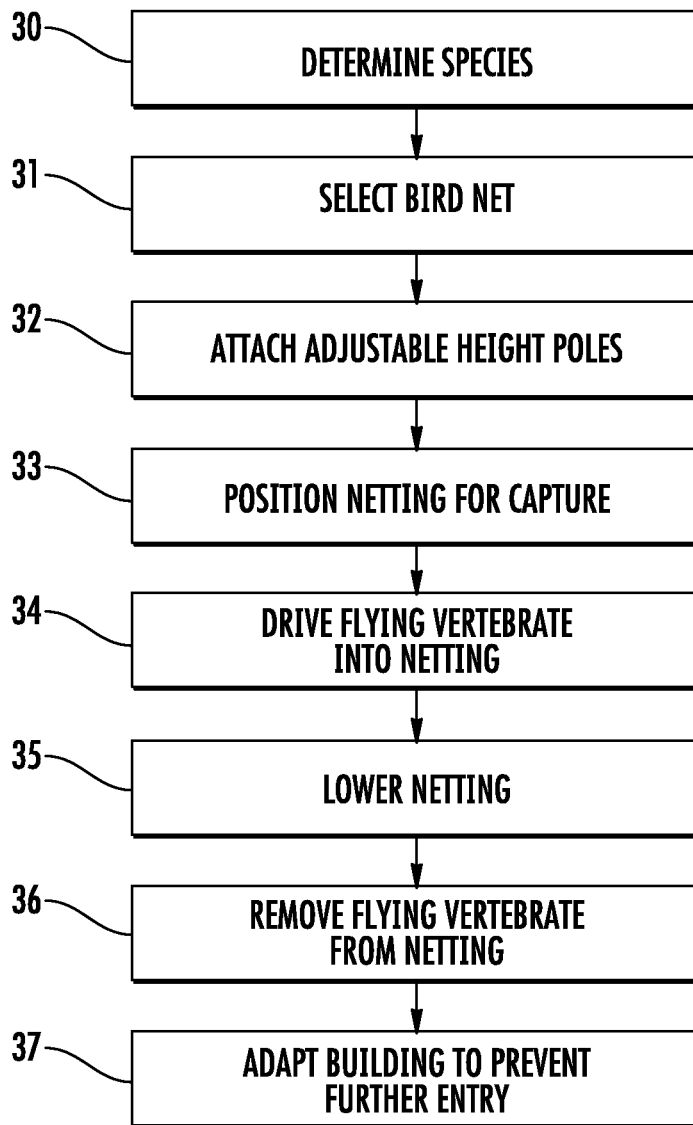 30
DETERMINE SPECIES
31
SELECT BIRD NET
32
ATTACH ADJUSTABLE HEIGHT POLES
33
POSITION NETTING FOR CAPTURE
34
DRIVE FLYING VERTEBRATE
INTO NETTING
35
LOWER NETTING
36
REMOVE FLYING VERTEBRATE
FROM NETTING
37
ADAPT BUILDING TO PREVENT
FURTHER ENTRY